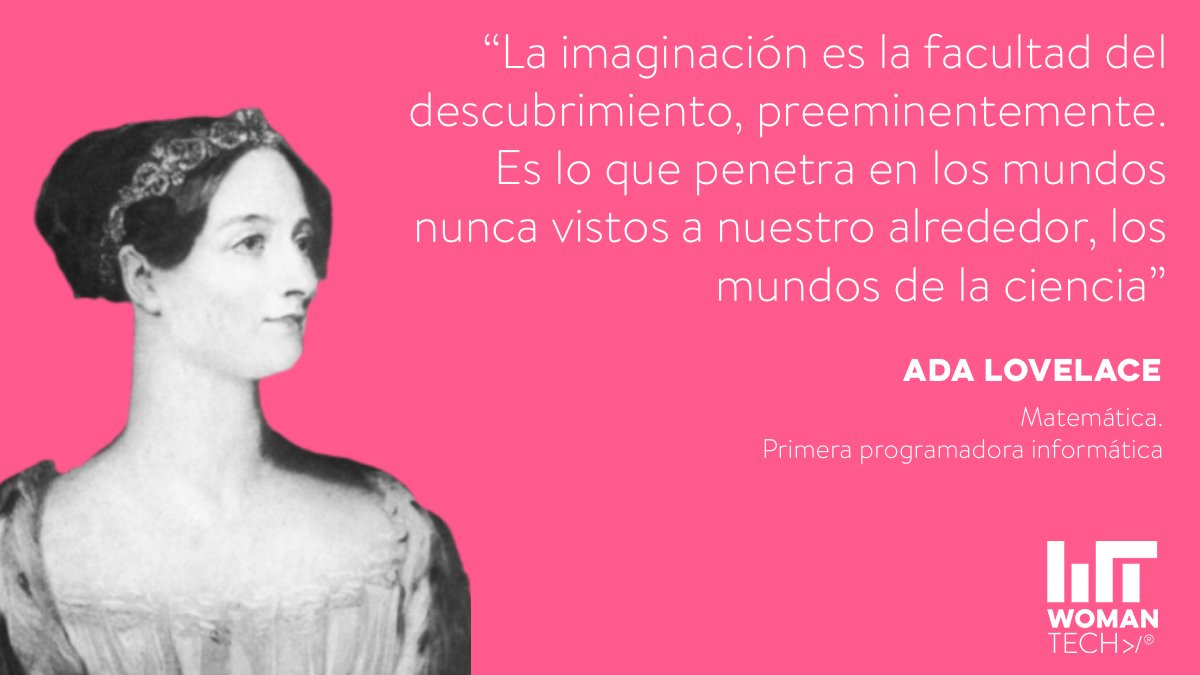 “La imaginación es la facultad del
descubrimiento, preeminentemente.
Es lo que penetra en los mundos
nunca vistos a nuestro alrededor, los
mundos de la ciencia”
ADA LOVELACE
Matemática.
Primera programadora informática
WOMAN
TECH>/®